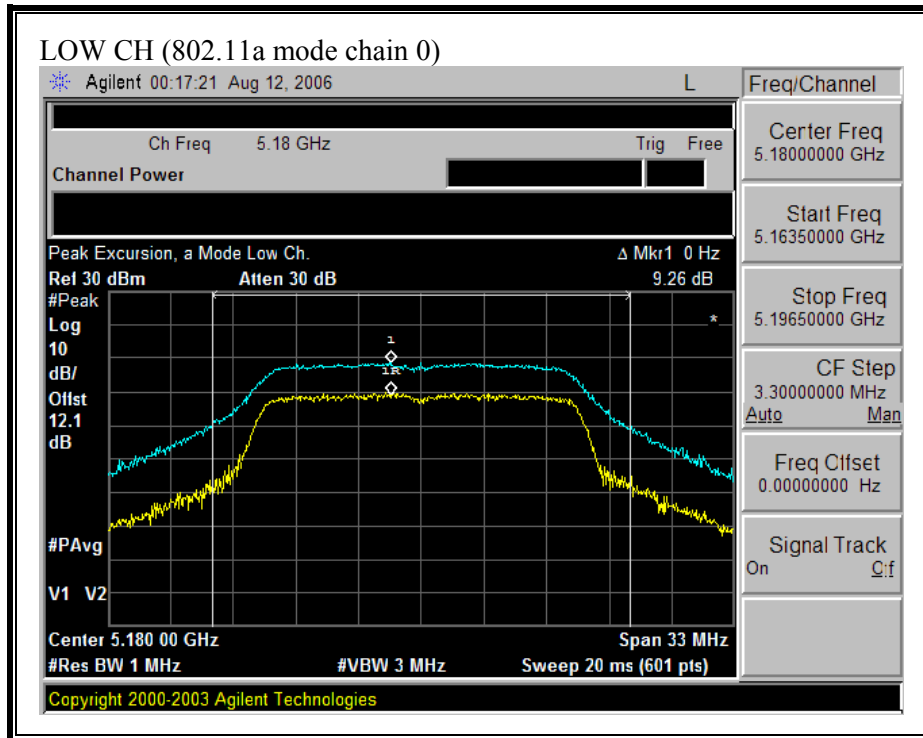 LOW CH (802.11a mode chain 0)
Agilent 00:17:21 Aug 12, 2006 L
Freq/Channel
Ch Freq 5.18 GHz Trig Free
Channel Power
Center Freq
5.18000000 GHz
Start Freq
5.16350000 GHz
Stop Freq
5.19650000 GHz
CF Step
3.30000000 MHz
Auto Man
Freq Offset
0.00000000 Hz
Signal Track
On Off
Peak Excursion, a Mode Low Ch. Δ Mkr1 0 Hz
Ref 30 dBm Atten 30 dB 9.26 dB
#Peak
Log
10
dB/
Offst
12.1
dB
#PAvg
V1 V2
*
1
1R
Center 5.180 00 GHz Span 33 MHz
#Res BW 1 MHz #VBW 3 MHz Sweep 20 ms (601 pts)
Copyright 2000-2003 Agilent Technologies